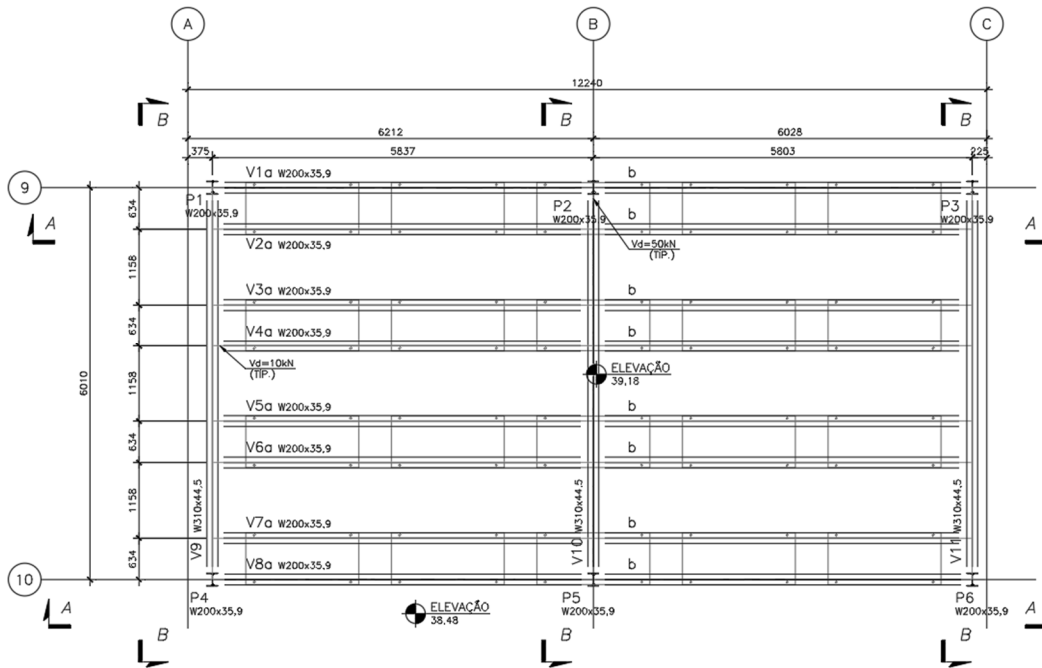 A
B
C
12240
B
B
B
6212
6028
375
5837
5803
225
9
V1a W200x35,9
b
P1
W200x35,9
P2
W200x35,9
P3
W200x35,9
634
b
A
A
V2a W200x35,9
Vd=50kN
(TIP.)
1158
V3a W200x35,9
b
634
V4a W200x35,9
b
Vd=10kN
(TIP.)
ELEVAÇÃO
39,18
6010
1158
V5a W200x35,9
b
634
V6a W200x35,9
b
1158
V9 W310x44,5
V10 W310x44,5
V11 W310x44,5
V7a W200x35,9
b
634
V8a W200x35,9
b
10
P4
W200x35,9
ELEVAÇÃO
38,48
P5
W200x35,9
P6
W200x35,9
A
A
B
B
B